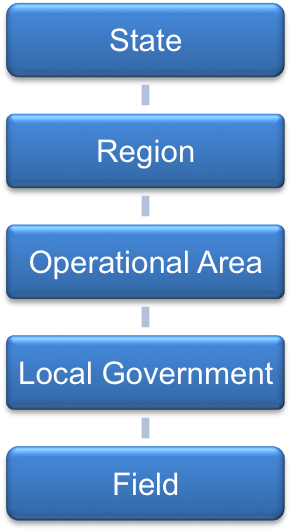 State
Region
Operational Area
Local Government
Field